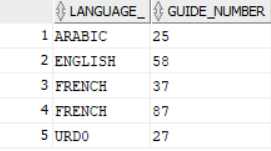 LANGUAGE_ GUIDE_NUMBER
1 ARABIC 25
2 ENGLISH 58
3 FRENCH 37
4 FRENCH 87
5 URDO 27